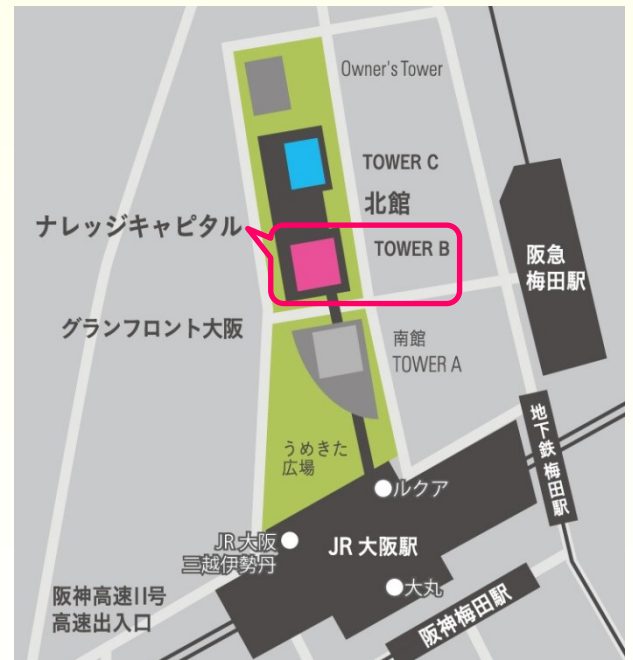 Owner's Tower
TOWER C
北館
ナレッジキャピタル
TOWER B
阪急
梅田駅
グランフロント大阪
南館
TOWER A
地下鉄梅田駅
うめきた
広場
ルクア
JR大阪
三越伊勢丹
JR 大阪駅
大丸
阪神高速11号
高速出入口
阪神梅田駅